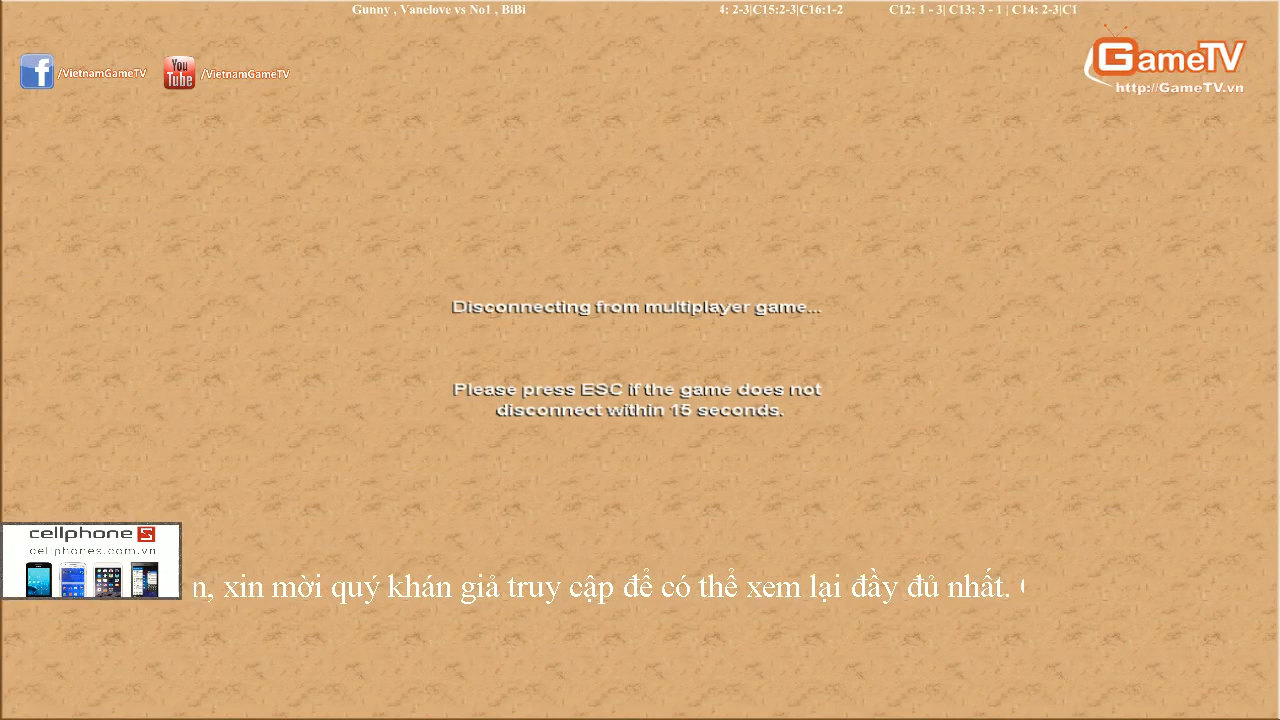 Gunny , Vanelove vs No1 , BiBi
4: 2-3|C15:2-3|C16:1-2
C12: 1 - 3| C13: 3 - 1 | C14: 2-3|C1
/VietnamGameTV
You Tube
/VietnamGameTV
GameTV
http://GameTV.vn
Disconnecting from multiplayer game...
Please press ESC if the game does not
disconnect within 15 seconds.
cellphone S
cellphones.com.vn
n, xin mời quý khán giả truy cập để có thể xem lại đầy đủ nhất.